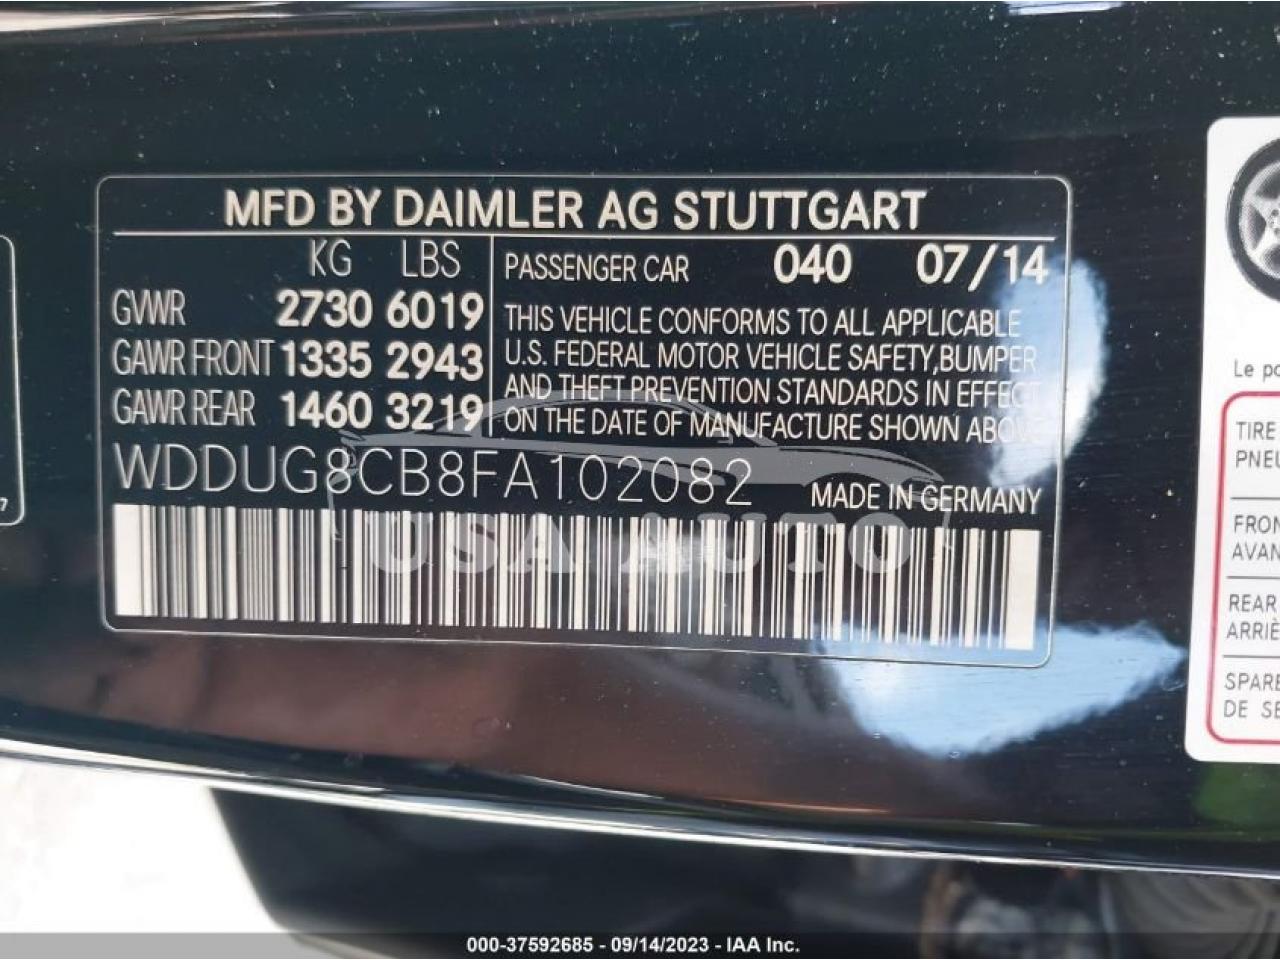 MFD BY DAIMLER AG STUTTGART
KG LBS
GVWR 2730 6019
GAWR FRONT 1335 2943
GAWR REAR 1460 3219
PASSENGER CAR 040 07/14
THIS VEHICLE CONFORMS TO ALL APPLICABLE
U.S. FEDERAL MOTOR VEHICLE SAFETY,BUMPER
AND THEFT PREVENTION STANDARDS IN EFFECT
ON THE DATE OF MANUFACTURE SHOWN ABOVE
WDDUG8CB8FA102082
MADE IN GERMANY
USA AUTO
7
Le
TIRE
FRON
AVAN
REAR
ARRIÈ
SPARE
DE SE
000-37592685 - 09/14/2023 - IAA Inc.